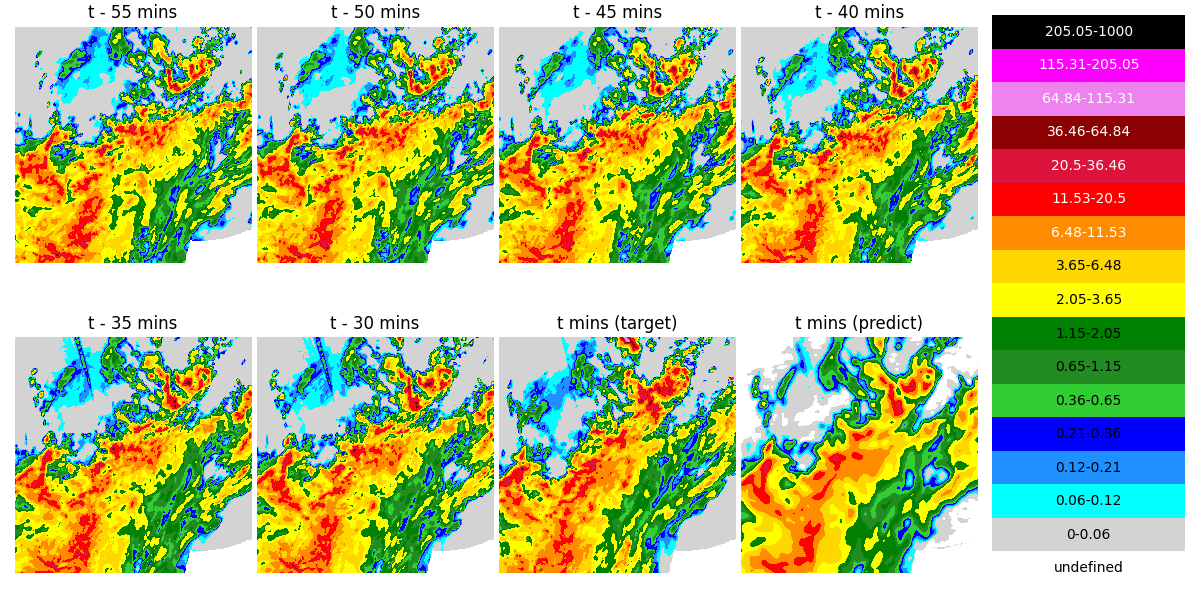 t - 55 mins
t - 50 mins
t - 45 mins
t - 40 mins
t - 35 mins
t - 30 mins
t mins (target)
t mins (predict)
205.05-1000
115.31-205.05
64.84-115.31
36.46-64.84
20.5-36.46
11.53-20.5
6.48-11.53
3.65-6.48
2.05-3.65
1.15-2.05
0.65-1.15
0.36-0.65
0.21-0.36
0.12-0.21
0.06-0.12
0-0.06
undefined